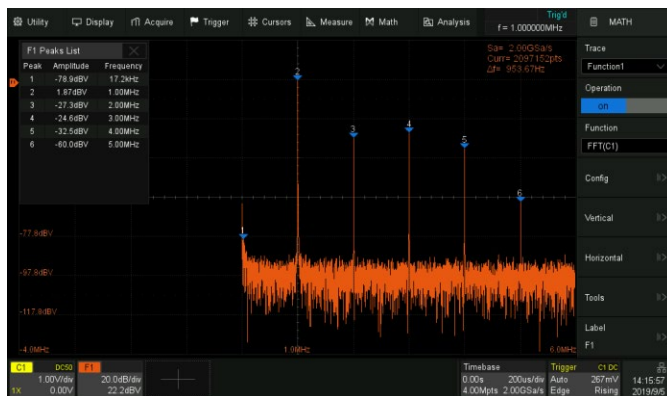 Utility Display Acquire Trigger Cursors Measure Math Analysis
Trig'd
f = 1.000000MHz
MATH
F1 Peaks List
Peak Amplitude Frequency
1 -78.9dBV 17.2kHz
2 1.87dBV 1.00MHz
3 -27.3dBV 2.00MHz
4 -24.6dBV 3.00MHz
5 -32.5dBV 4.00MHz
6 -60.0dBV 5.00MHz
Sa= 2.00GSa/s
Curr= 2097152pts
Δf= 953.67Hz
1
2
3
4
5
6
-77.8dBV
-97.8dBV
-117.8dBV
-4.0MHz 1.0MHz 6.0MHz
Trace
Function1
Operation
on
Function
FFT(C1)
Config
Vertical
Horizontal
Tools
Label
F1
C1 DC50
1.00V/div
1X 0.00V
F1
20.0dB/div
22.2dBV
Timebase
0.00s 200us/div
4.00Mpts 2.00GSa/s
Trigger C1 DC
Auto 267mV
Edge Rising
14:15:57
2019/9/5